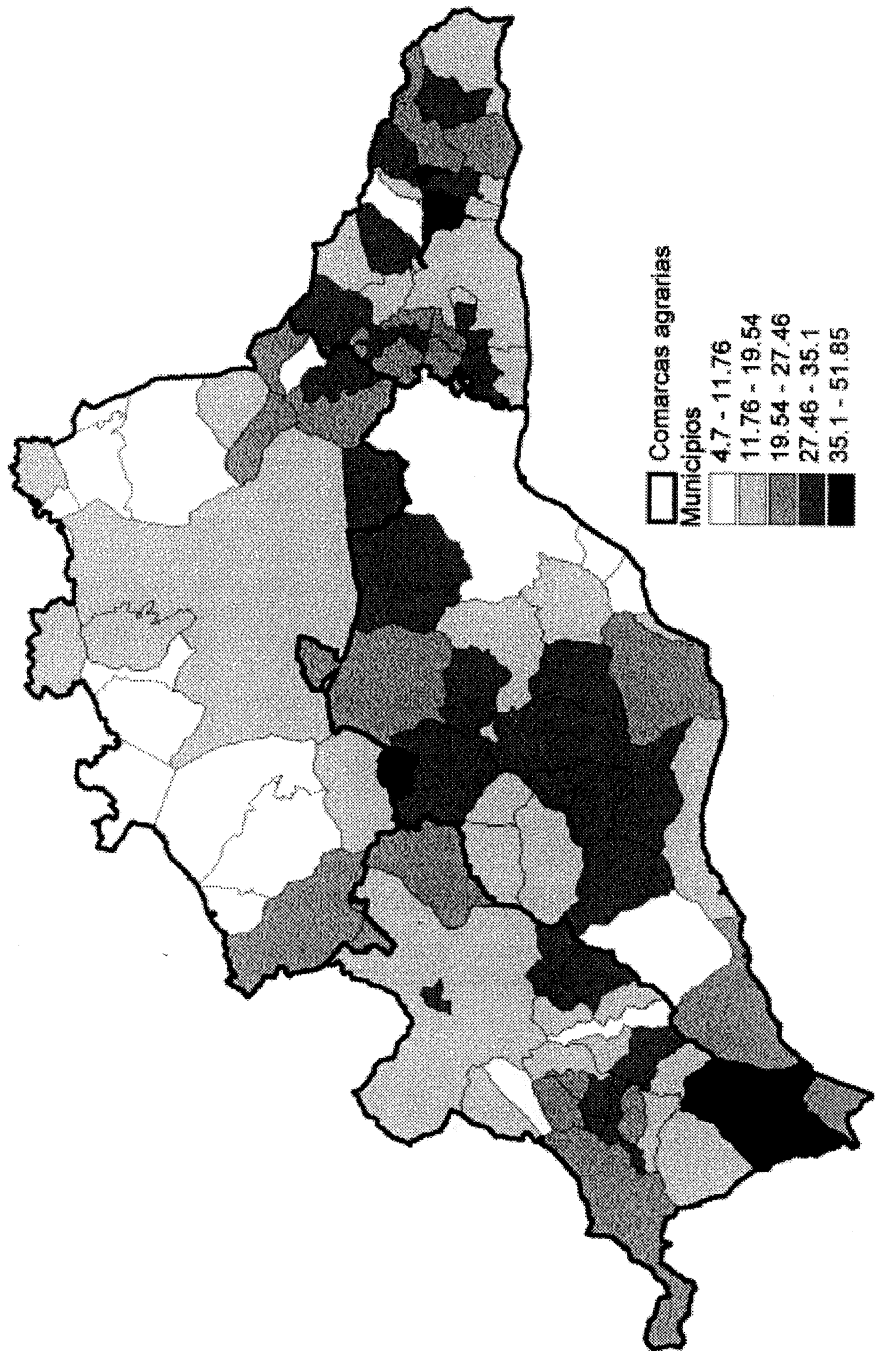 Comarcas agrarias
Municipios
4.7 - 11.76
11.76 - 19.54
19.54 - 27.46
27.46 - 35.1
35.1 - 51.85